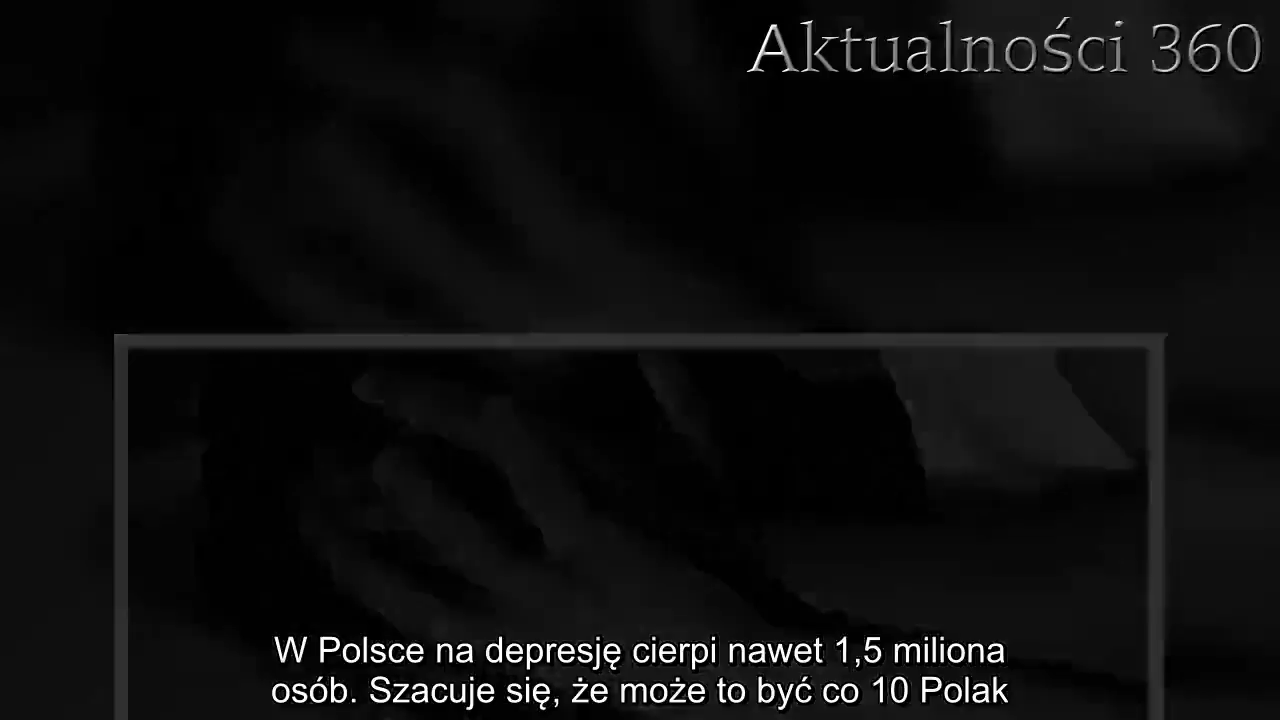 Aktualności 360
W Polsce na depresję cierpi nawet 1,5 miliona
osób. Szacuje się, że może to być co 10 Polak